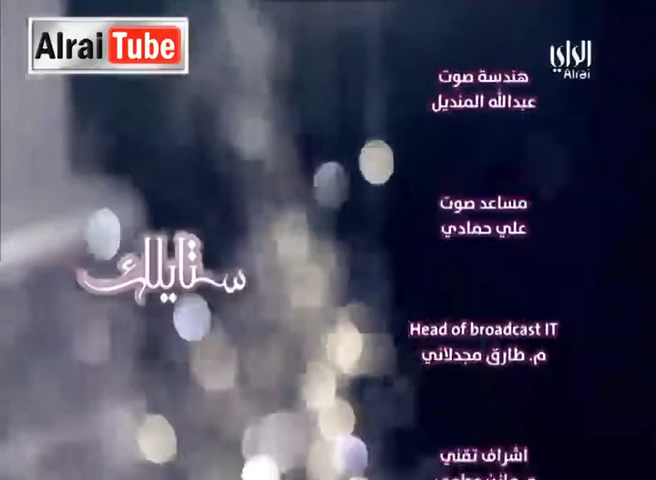 Alrai Tube
الراي
Alrai
هندسة صوت
عبدالله المنديل
مساعد صوت
علي حمادي
ستايلك
Head of broadcast IT
م. طارق مجدلاني
اشراف تقني